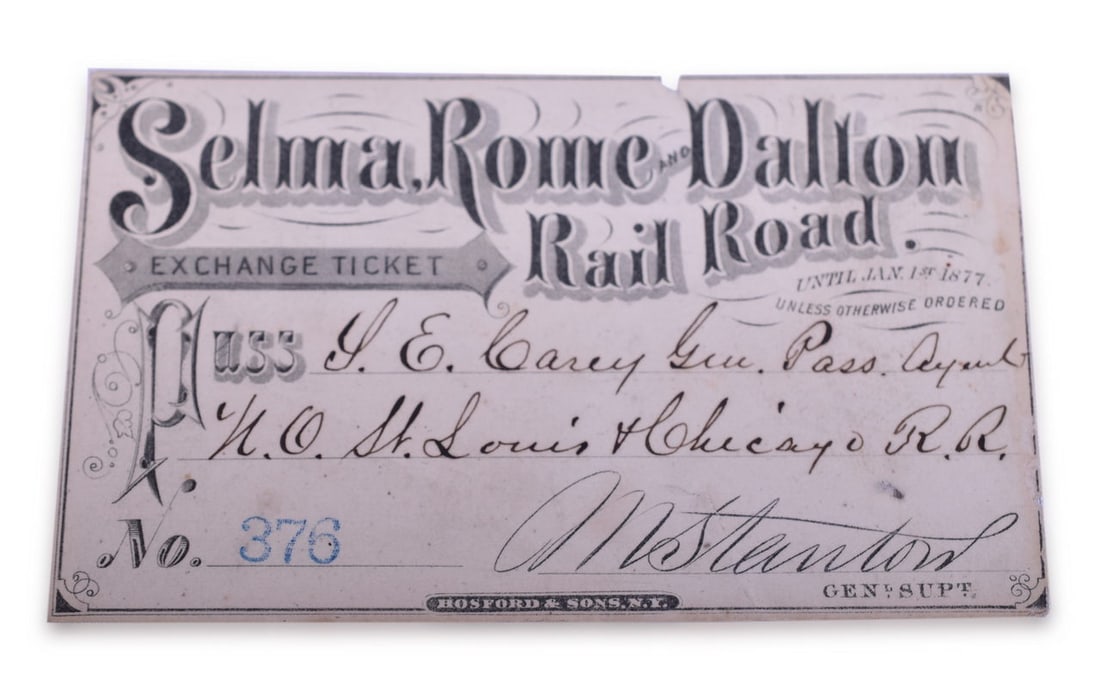 Selma, Rome AND Dalton
Rail Road.
EXCHANGE TICKET
UNTIL JAN. 1ST 1877.
UNLESS OTHERWISE ORDERED
Pass S. E. Carey Gen. Pass. Agent
N. O. St. Louis & Chicago R. R.
No. 376
M Stanton
GENL SUPT.
HOSFORD & SONS, N.Y.